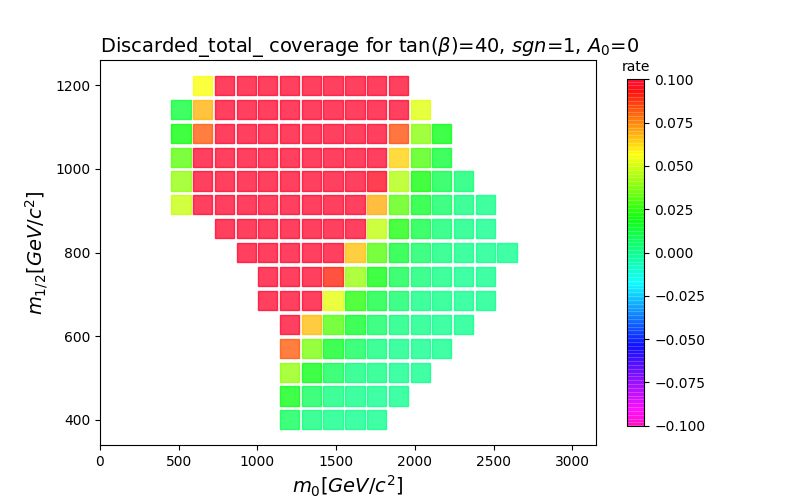 Discarded_total_ coverage for tan(β)=40, sgn=1, A₀=0
rate
0.100
0.075
0.050
0.025
0.000
−0.025
−0.050
−0.075
−0.100
1200
1000
800
600
400
m₁/₂[GeV/c²]
0 500 1000 1500 2000 2500 3000
m₀[GeV/c²]